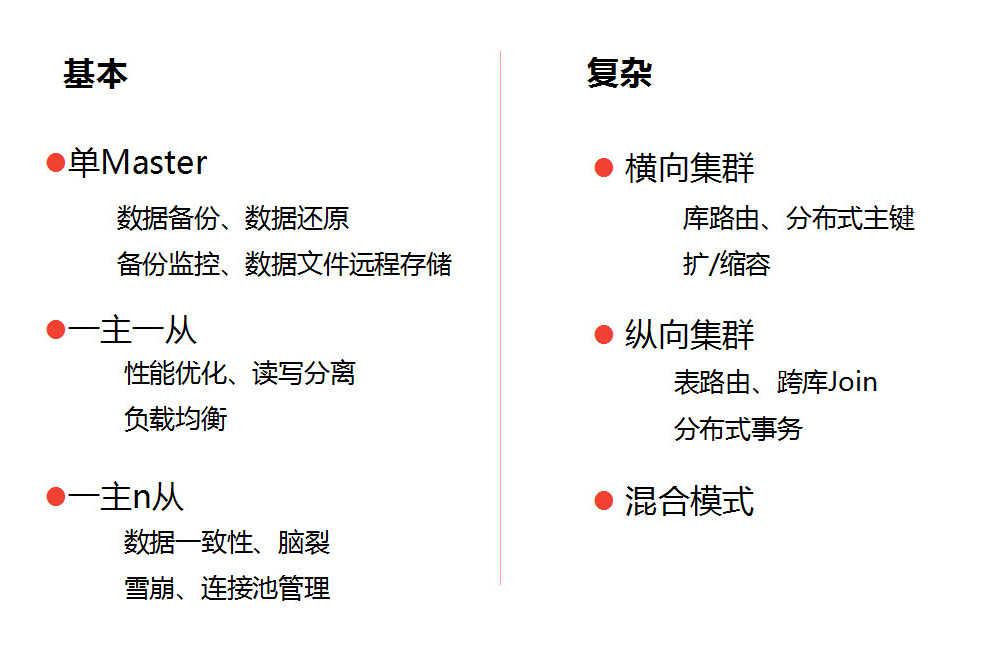 基本
●单Master
数据备份、数据还原
备份监控、数据文件远程存储
●一主一从
性能优化、读写分离
负载均衡
●一主n从
数据一致性、脑裂
雪崩、连接池管理
复杂
● 横向集群
库路由、分布式主键
扩/缩容
● 纵向集群
表路由、跨库Join
分布式事务
● 混合模式